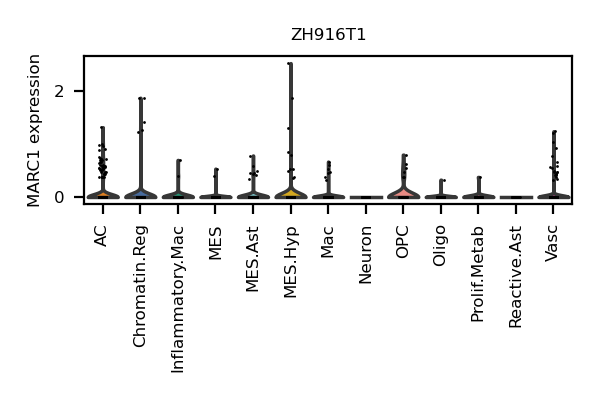 ZH916T1
MARC1 expression
2
0
AC
Chromatin.Reg
Inflammatory.Mac
MES
MES.Ast
MES.Hyp
Mac
Neuron
OPC
Oligo
Prolif.Metab
Reactive.Ast
Vasc